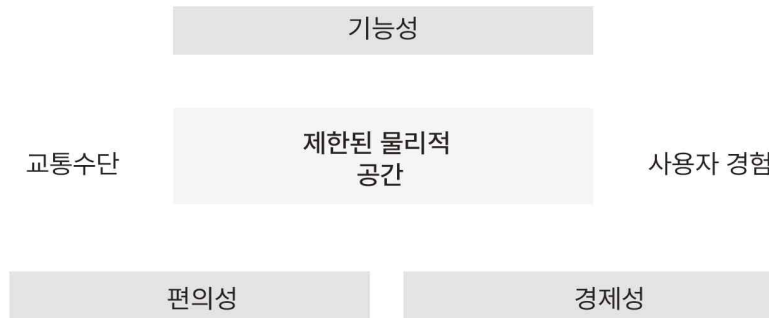 기능성
교통수단
제한된 물리적
공간
사용자 경험
편의성
경제성